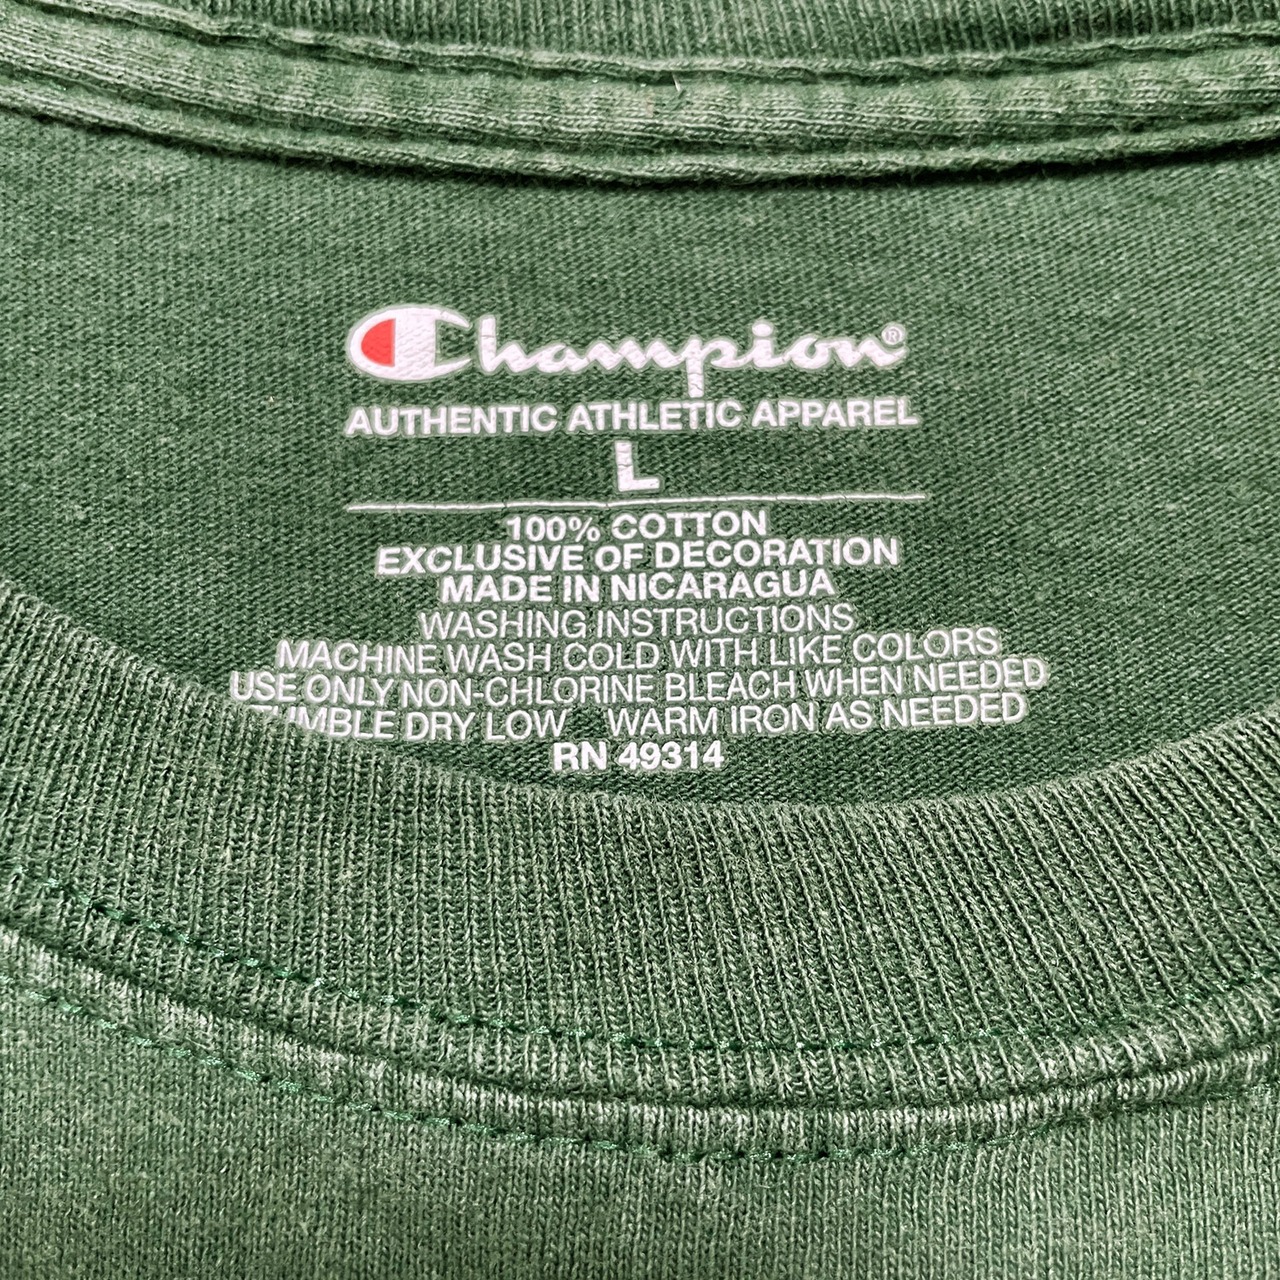 Champion®
AUTHENTIC ATHLETIC APPAREL
L
100% COTTON
EXCLUSIVE OF DECORATION
MADE IN NICARAGUA
WASHING INSTRUCTIONS
MACHINE WASH COLD WITH LIKE COLORS
USE ONLY NON-CHLORINE BLEACH WHEN NEEDED
TUMBLE DRY LOW WARM IRON AS NEEDED
RN 49314